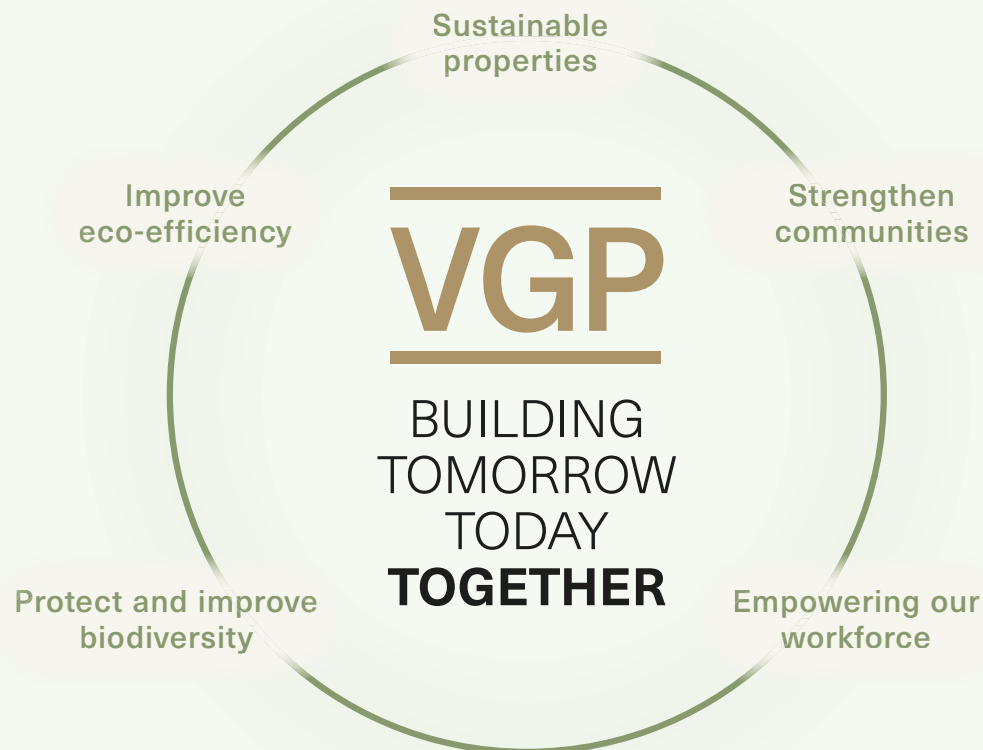 Sustainable
properties
Improve
eco-efficiency
Strengthen
communities
VGP
BUILDING
TOMORROW
TODAY
TOGETHER
Protect and improve
biodiversity
Empowering our
workforce